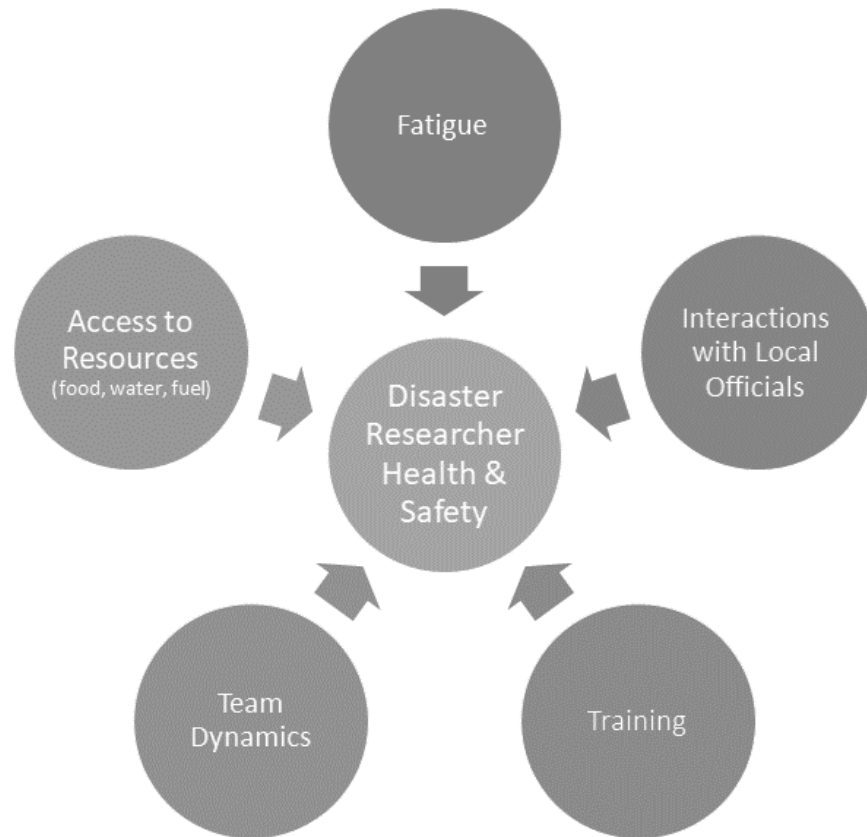 Fatigue
Access to
Resources
(food, water, fuel)
Interactions
with Local
Officials
Disaster
Researcher
Health &
Safety
Team
Dynamics
Training